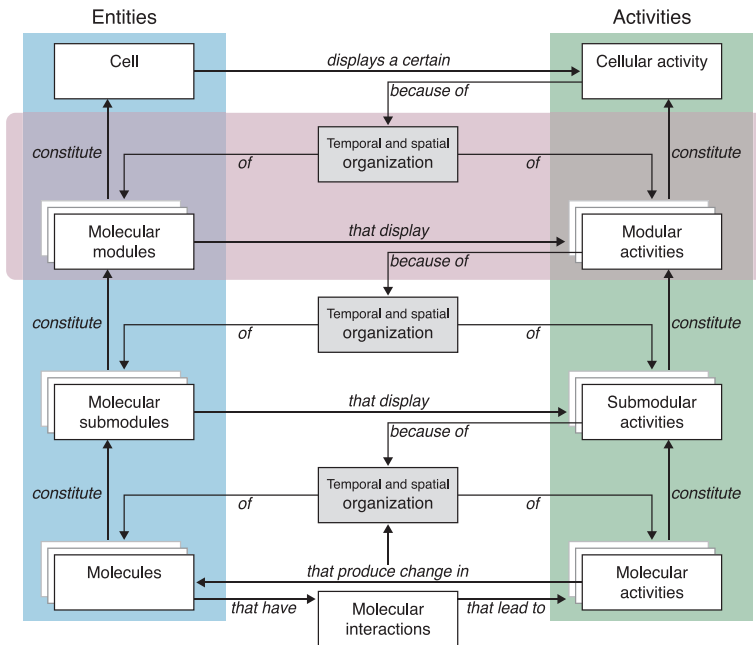 Entities
Activities
Cell
displays a certain
Cellular activity
because of
constitute
of
Temporal and spatial
organization
of
constitute
Molecular
modules
that display
Modular
activities
because of
constitute
of
Temporal and spatial
organization
of
constitute
Molecular
submodules
that display
Submodular
activities
because of
constitute
of
Temporal and spatial
organization
of
constitute
Molecules
that produce change in
Molecular
activities
that have
Molecular
interactions
that lead to